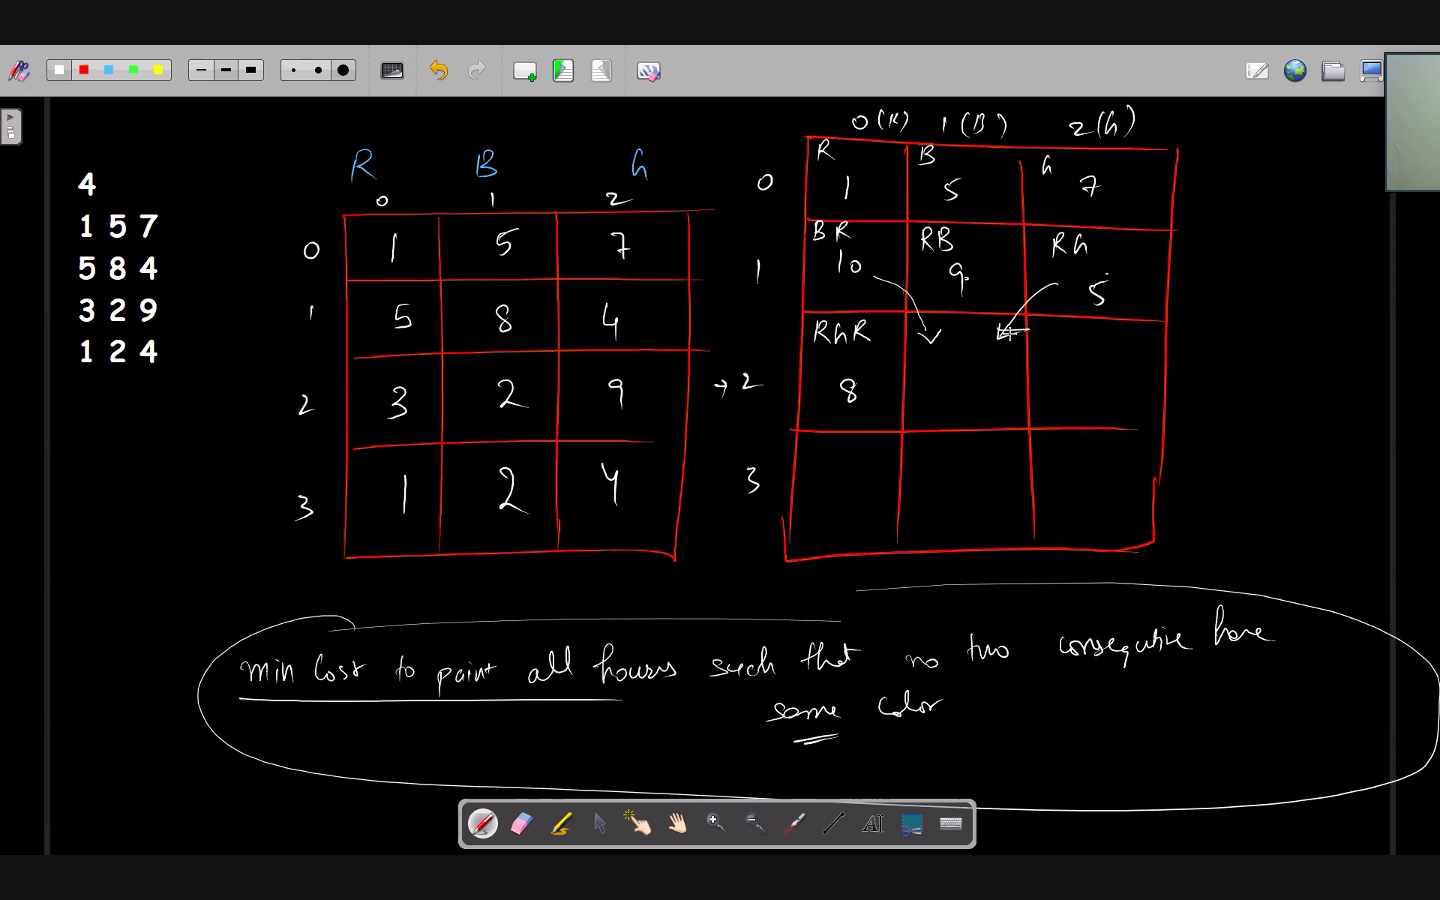 4
1 5 7
5 8 4
3 2 9
1 2 4
R B G
0 1 2
0 1 5 7
1 5 8 4
2 3 2 9
3 1 2 4
0(R) 1(B) 2(G)
R B G
0 1 5 7
BR RB RG
1 10 9 5
RGR
2 8
3
min cost to paint all houses such that no two consequtive have
same color
AI